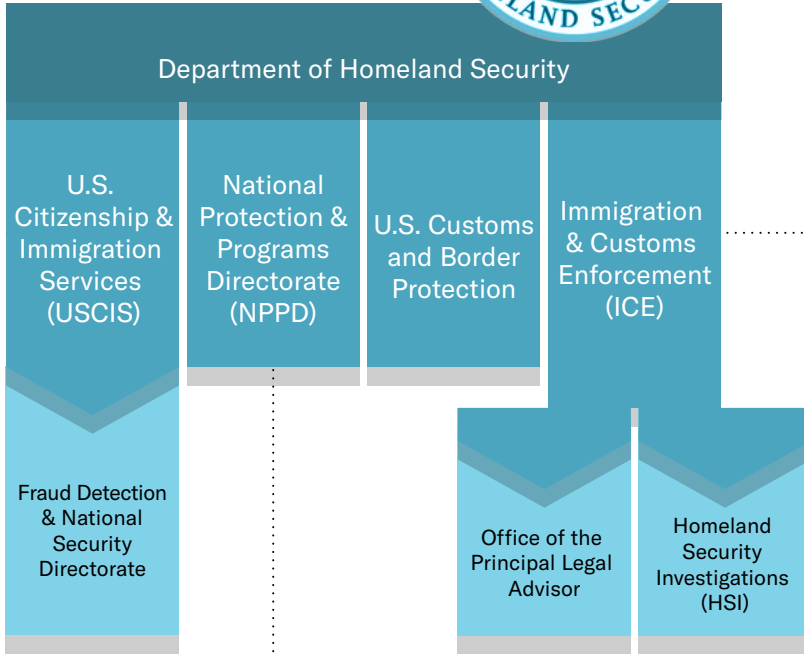 LAND SECU
Department of Homeland Security
U.S.
Citizenship &
Immigration
Services
(USCIS)
National
Protection &
Programs
Directorate
(NPPD)
U.S. Customs
and Border
Protection
Immigration
& Customs
Enforcement
(ICE)
Fraud Detection
& National
Security
Directorate
Office of the
Principal Legal
Advisor
Homeland
Security
Investigations
(HSI)